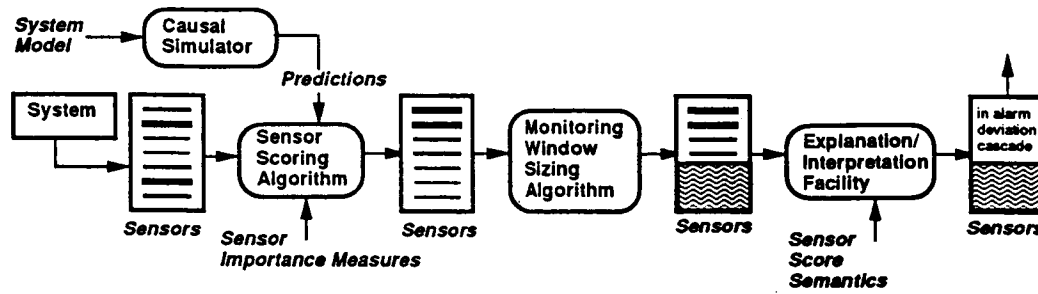 System
Model
Causal
Simulator
Predictions
System
Sensors
Sensor
Scoring
Algorithm
Sensor
Importance Measures
Sensors
Monitoring
Window
Sizing
Algorithm
Sensors
Explanation/
Interpretation
Facility
Sensor
Score
Semantics
in alarm
deviation
cascade
Sensors